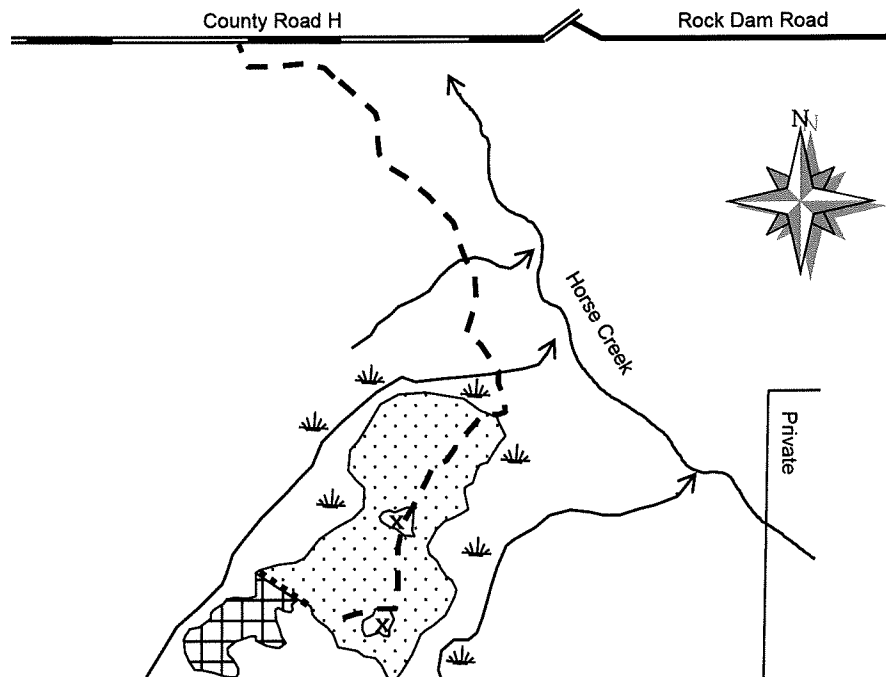 County Road H
Rock Dam Road
N
Horse Creek
Private
X
X